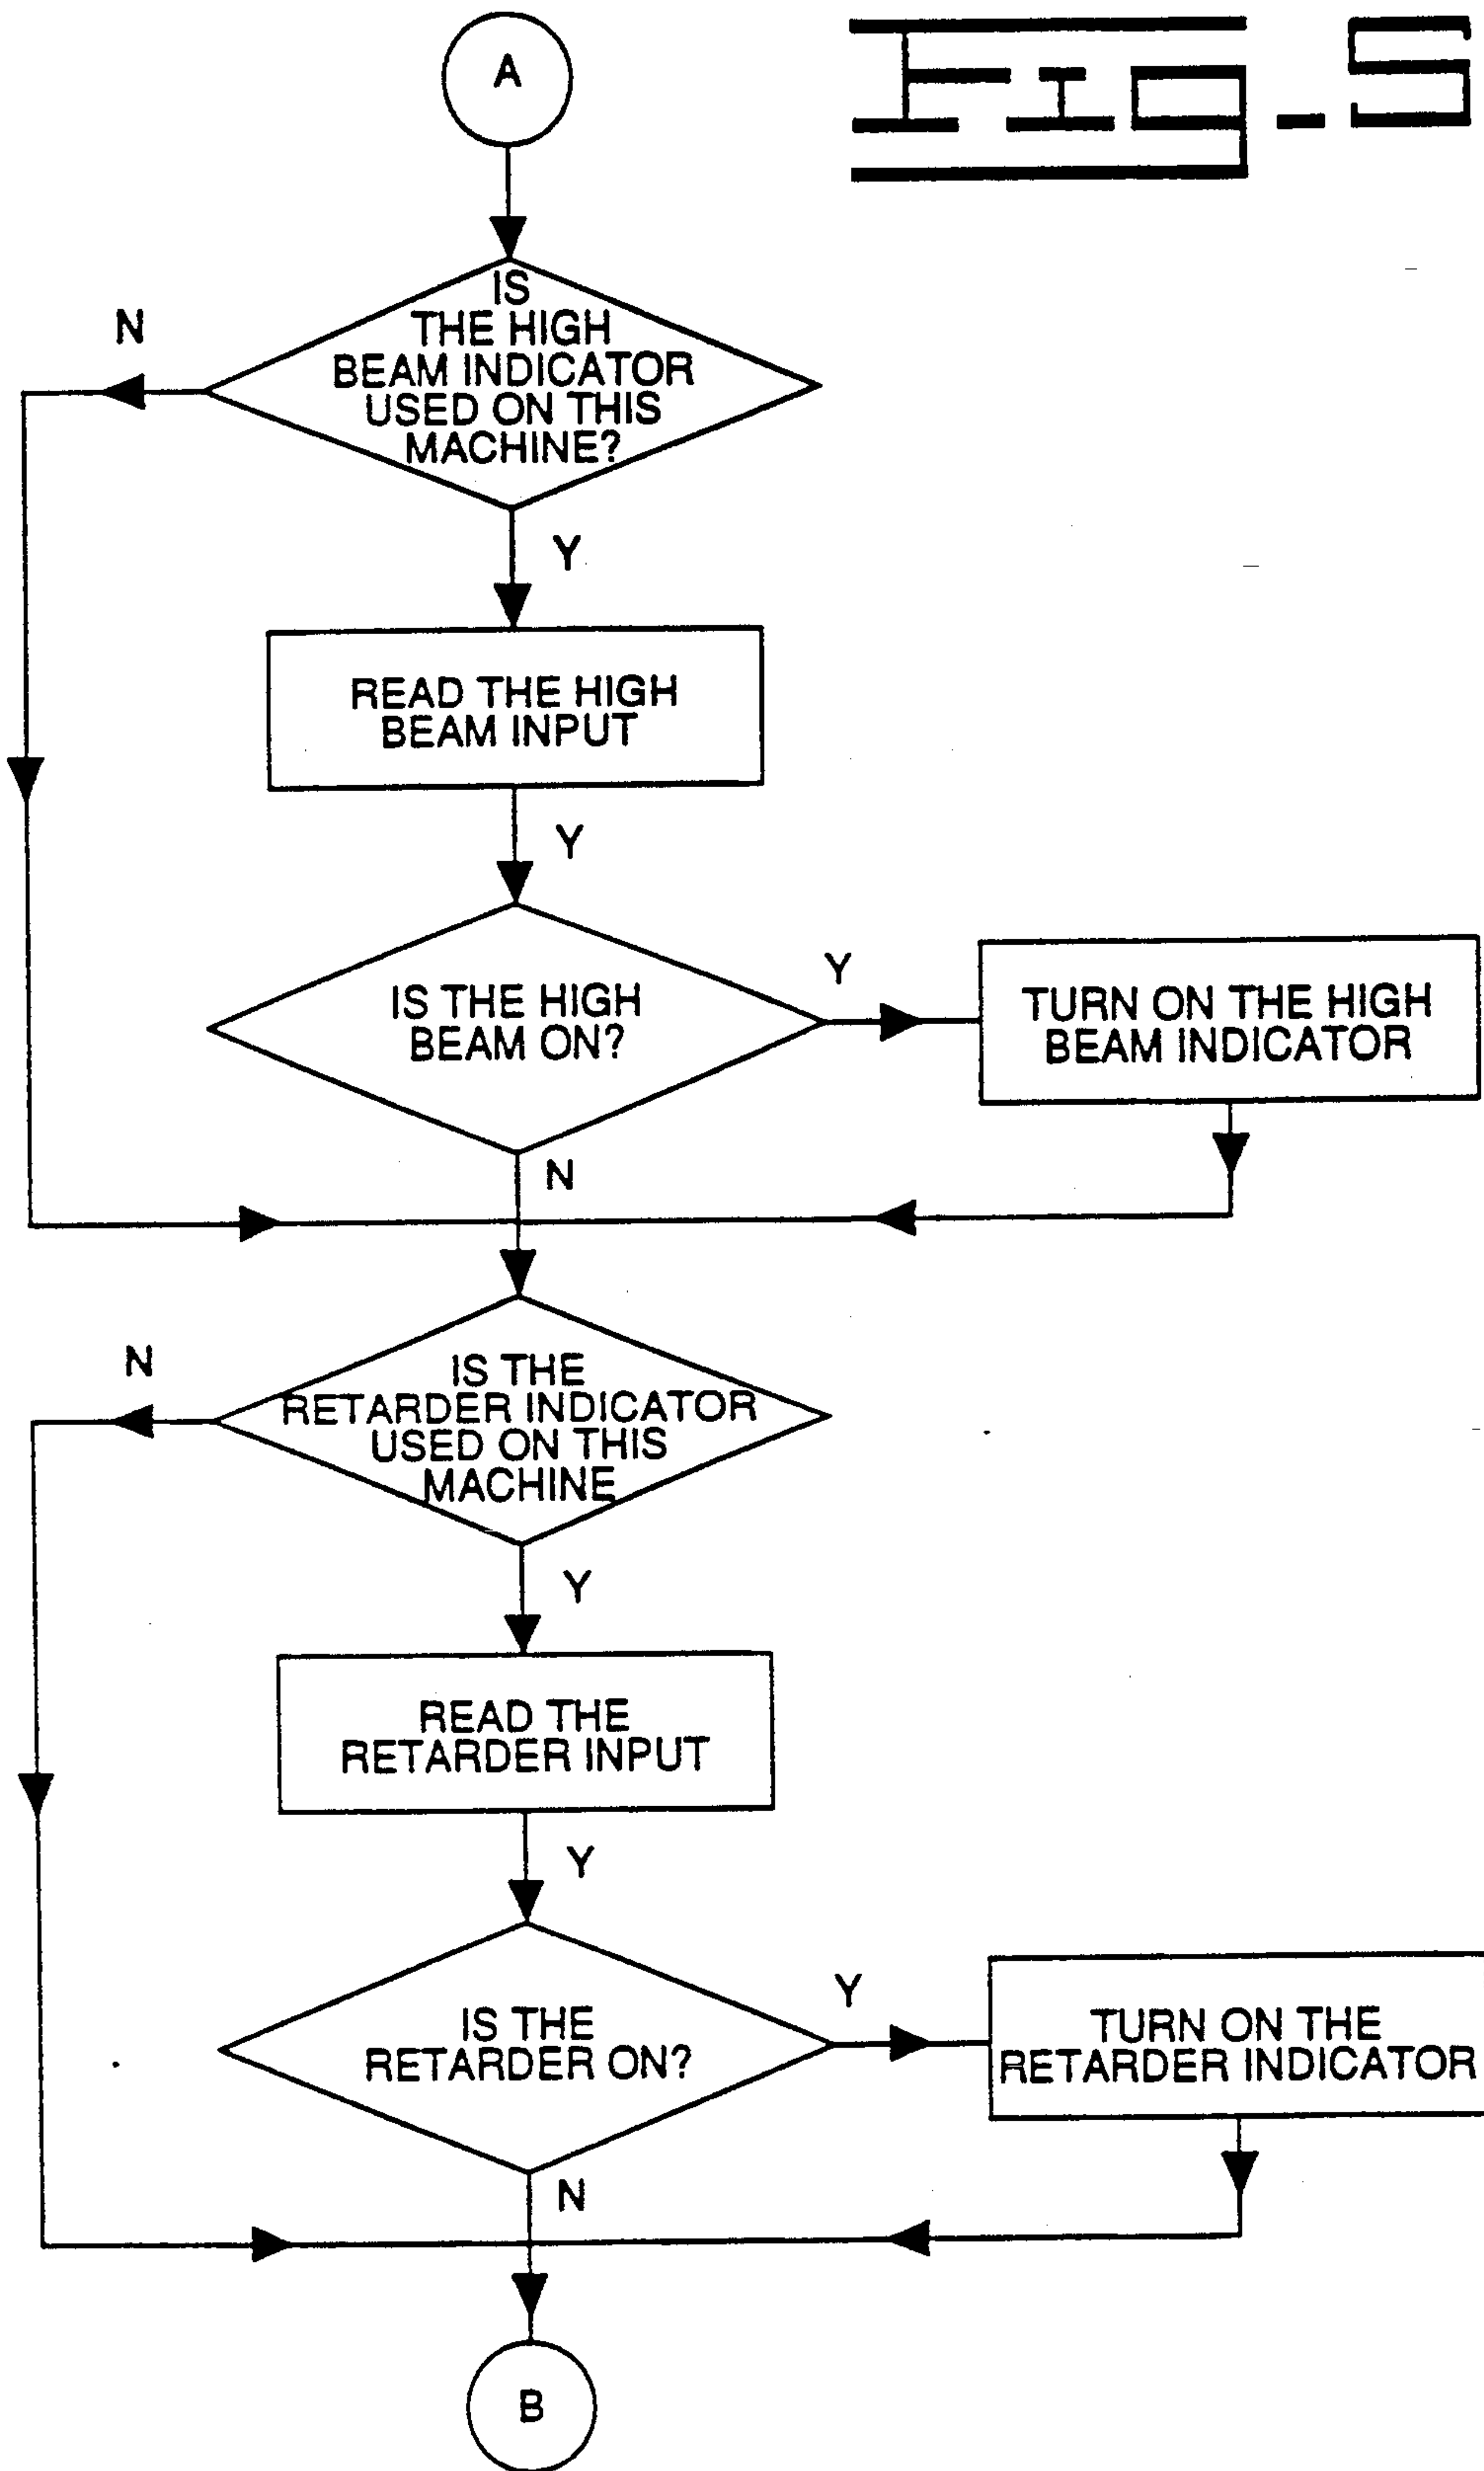 A
Fig_5
IS
THE HIGH
BEAM INDICATOR
USED ON THIS
MACHINE?
N
Y
READ THE HIGH
BEAM INPUT
Y
IS THE HIGH
BEAM ON?
Y
TURN ON THE HIGH
BEAM INDICATOR
N
IS THE
RETARDER INDICATOR
USED ON THIS
MACHINE
N
Y
READ THE
RETARDER INPUT
Y
IS THE
RETARDER ON?
Y
TURN ON THE
RETARDER INDICATOR
N
B